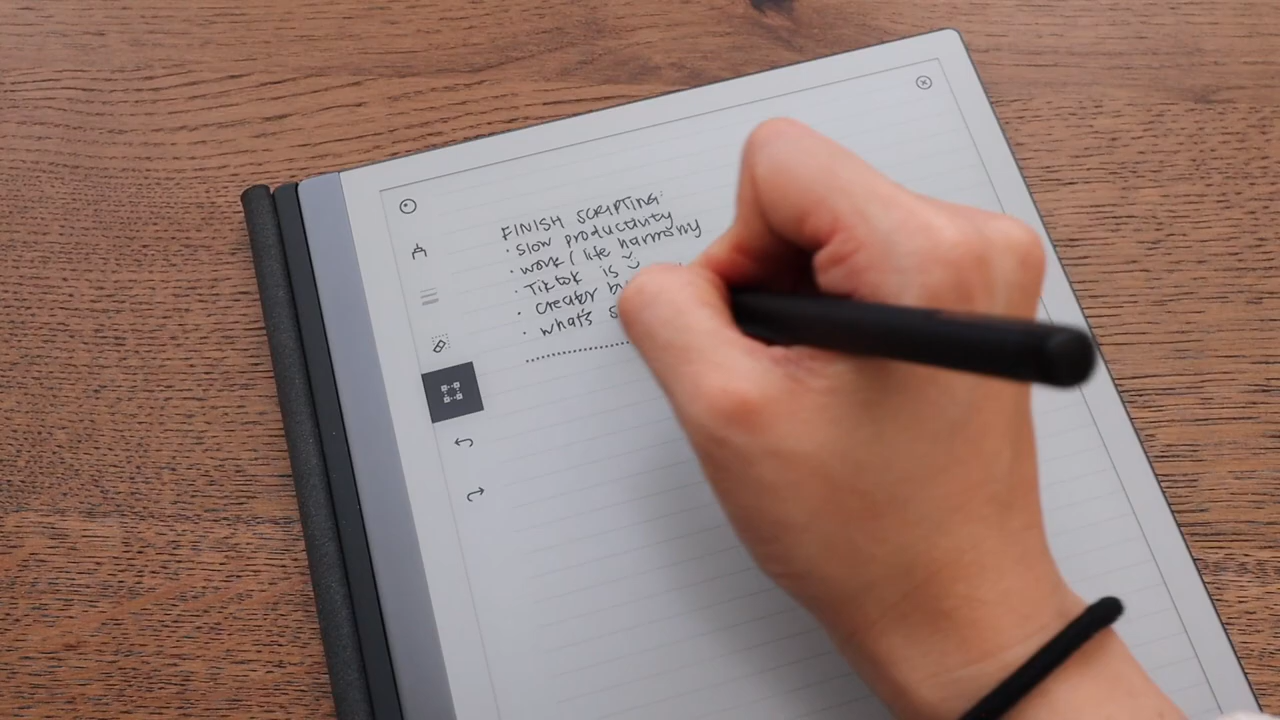 FINISH SCRIPTING:
· slow productivity
· work/life harmony
· Tiktok is
· creator
· what's